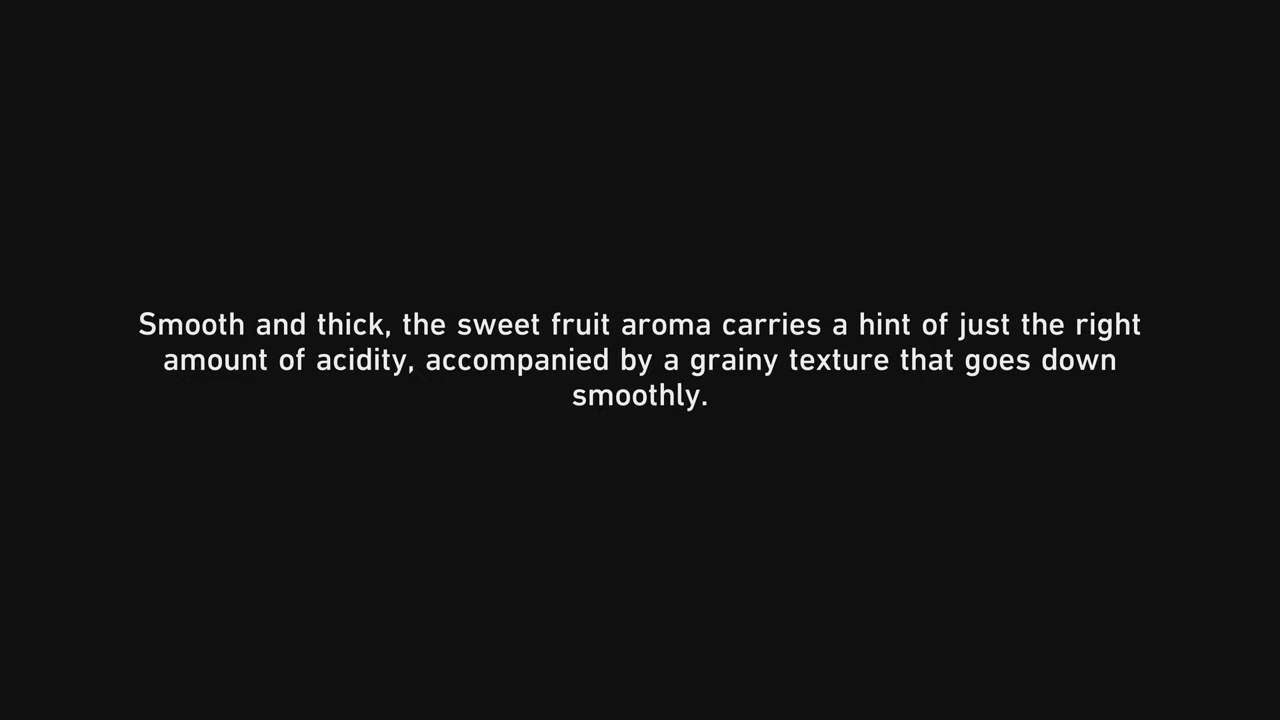 Smooth and thick, the sweet fruit aroma carries a hint of just the right
amount of acidity, accompanied by a grainy texture that goes down
smoothly.